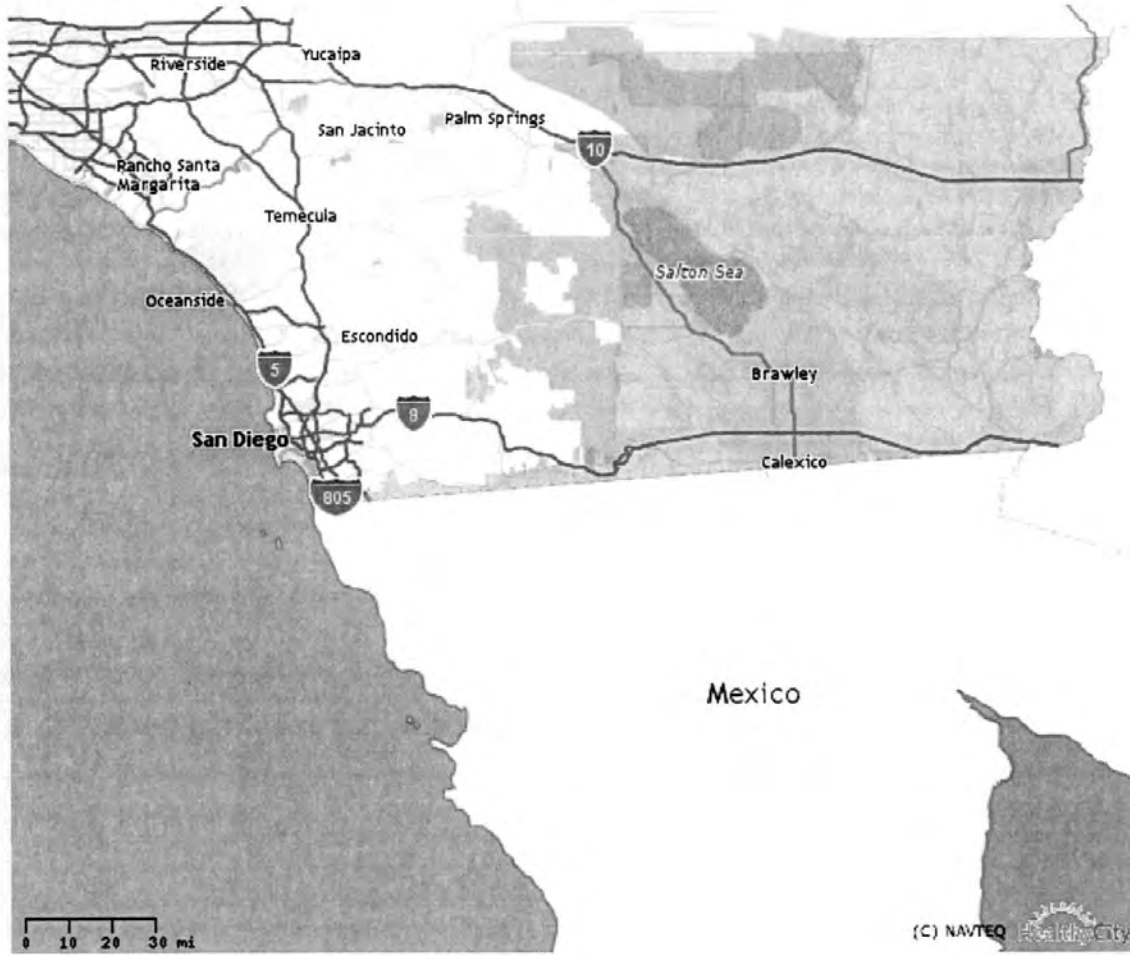 Yucaipa
Riverside
San Jacinto
Palm Springs
10
Rancho Santa
Margarita
Temecula
Salton Sea
Oceanside
Escondido
5
Brawley
8
San Diego
Calexico
805
Mexico
0 10 20 30 mi
(C) NAVTEQ
HealthyCity